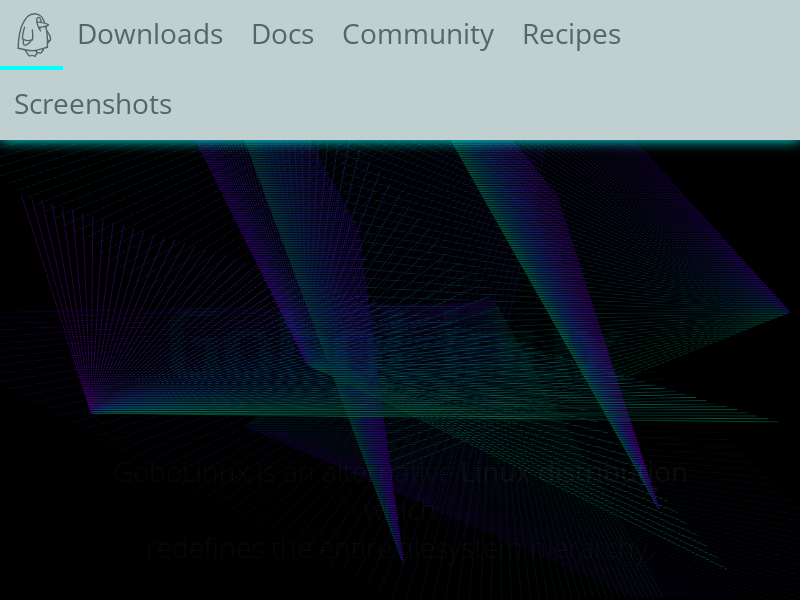 Downloads Docs Community Recipes
Screenshots
GoboLinux is an alternative Linux distribution
which
redefines the entire filesystem hierarchy